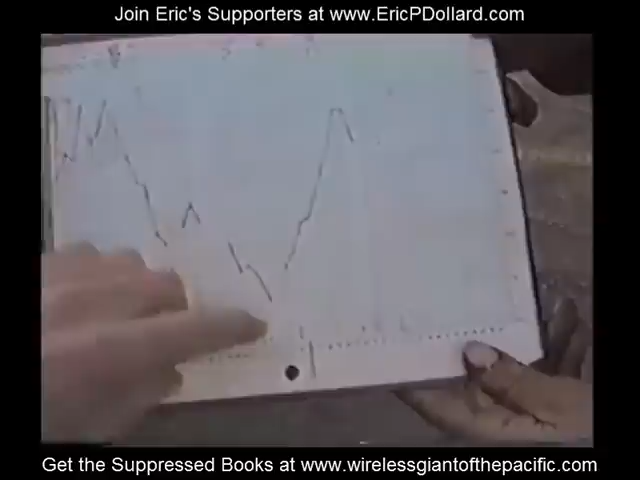 Join Eric's Supporters at www.EricPDollard.com
Get the Suppressed Books at www.wirelessgiantofthepacific.com